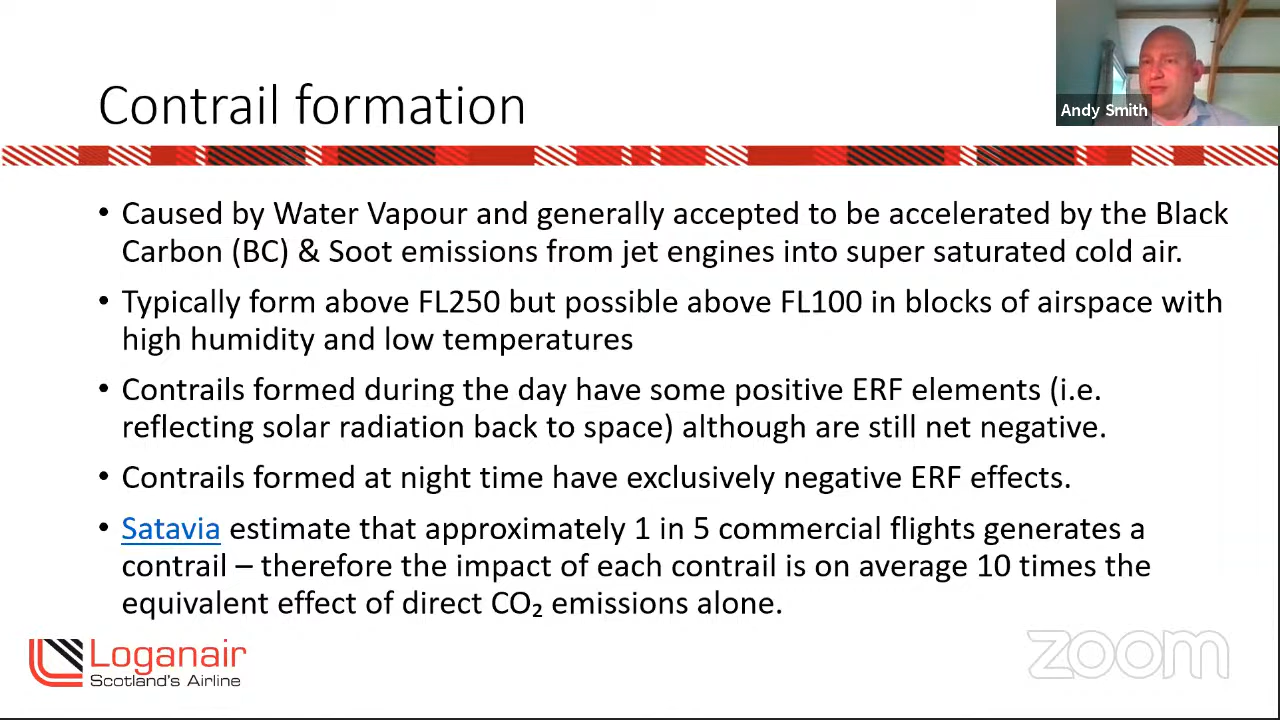 Contrail formation
Andy Smith
• Caused by Water Vapour and generally accepted to be accelerated by the Black
Carbon (BC) & Soot emissions from jet engines into super saturated cold air.
• Typically form above FL250 but possible above FL100 in blocks of airspace with
high humidity and low temperatures
• Contrails formed during the day have some positive ERF elements (i.e.
reflecting solar radiation back to space) although are still net negative.
• Contrails formed at night time have exclusively negative ERF effects.
• Satavia estimate that approximately 1 in 5 commercial flights generates a
contrail – therefore the impact of each contrail is on average 10 times the
equivalent effect of direct CO₂ emissions alone.
Loganair
Scotland's Airline
zoom